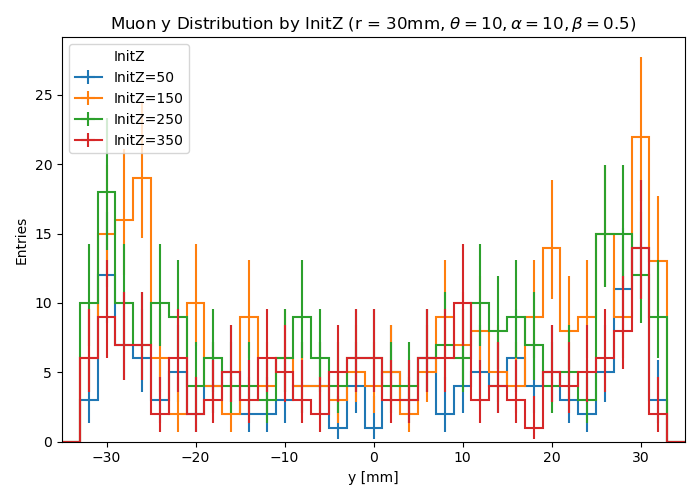 Muon y Distribution by InitZ (r = 30mm, θ = 10, α = 10, β = 0.5)
InitZ
InitZ=50
InitZ=150
InitZ=250
InitZ=350
Entries
25
20
15
10
5
0
−30 −20 −10 0 10 20 30
y [mm]